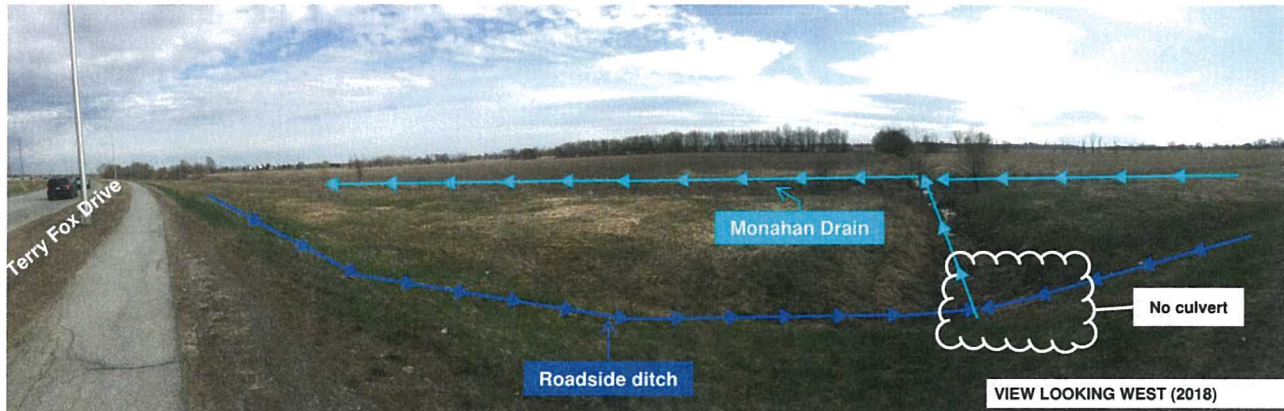 Terry Fox Drive
Monahan Drain
No culvert
Roadside ditch
VIEW LOOKING WEST (2018)